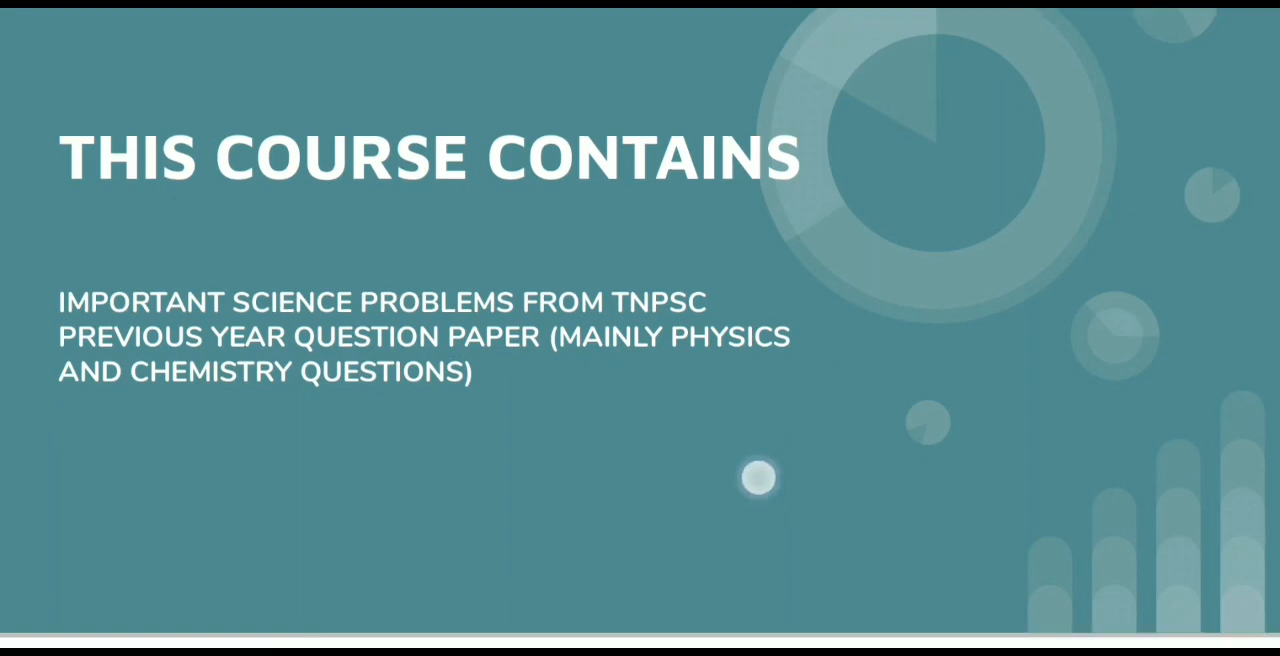 THIS COURSE CONTAINS
IMPORTANT SCIENCE PROBLEMS FROM TNPSC
PREVIOUS YEAR QUESTION PAPER (MAINLY PHYSICS
AND CHEMISTRY QUESTIONS)